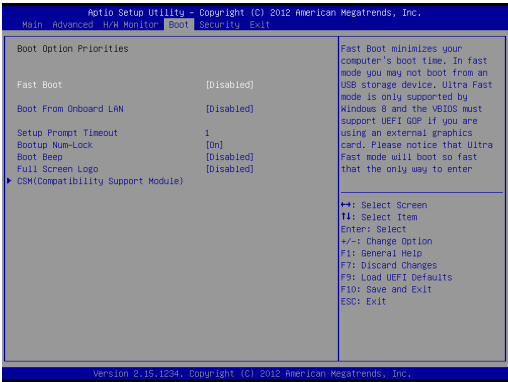 Aptio Setup Utility – Copyright (C) 2012 American Megatrends, Inc.
Main Advanced H/W Monitor Boot Security Exit
Boot Option Priorities
Fast Boot [Disabled]
Boot From Onboard LAN [Disabled]
Setup Prompt Timeout 1
Bootup Num-Lock [On]
Boot Beep [Disabled]
Full Screen Logo [Disabled]
CSM(Compatibility Support Module)
Fast Boot minimizes your
computer's boot time. In fast
mode you may not boot from an
USB storage device. Ultra Fast
mode is only supported by
Windows 8 and the VBIOS must
support UEFI GOP if you are
using an external graphics
card. Please notice that Ultra
Fast mode will boot so fast
that the only way to enter
↔: Select Screen
↑↓: Select Item
Enter: Select
+/-: Change Option
F1: General Help
F7: Discard Changes
F9: Load UEFI Defaults
F10: Save and Exit
ESC: Exit
Version 2.15.1234. Copyright (C) 2012 American Megatrends, Inc.